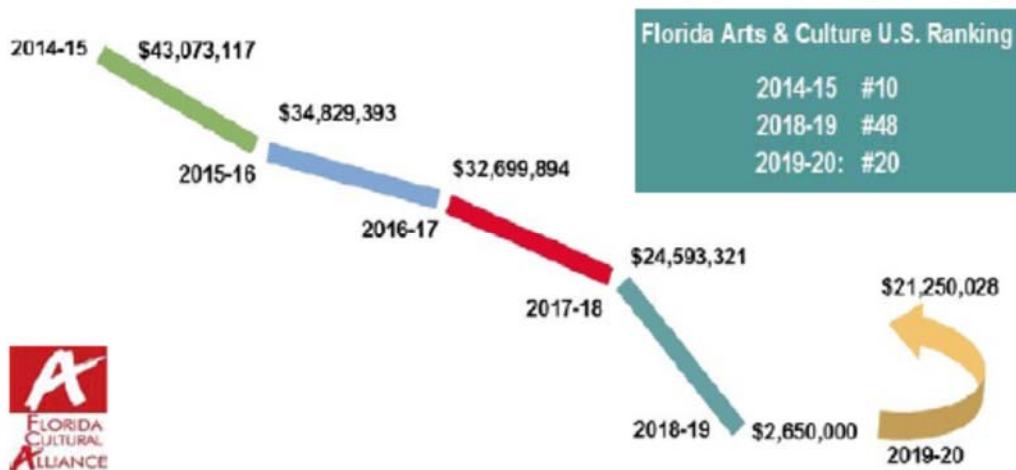 Florida Arts & Culture U.S. Ranking
2014-15 #10
2018-19 #48
2019-20: #20
2014-15 $43,073,117
$34,829,393
2015-16
$32,699,894
2016-17
$24,593,321
2017-18
$21,250,028
2018-19 $2,650,000
2019-20
A
FLORIDA
CULTURAL
ALLIANCE